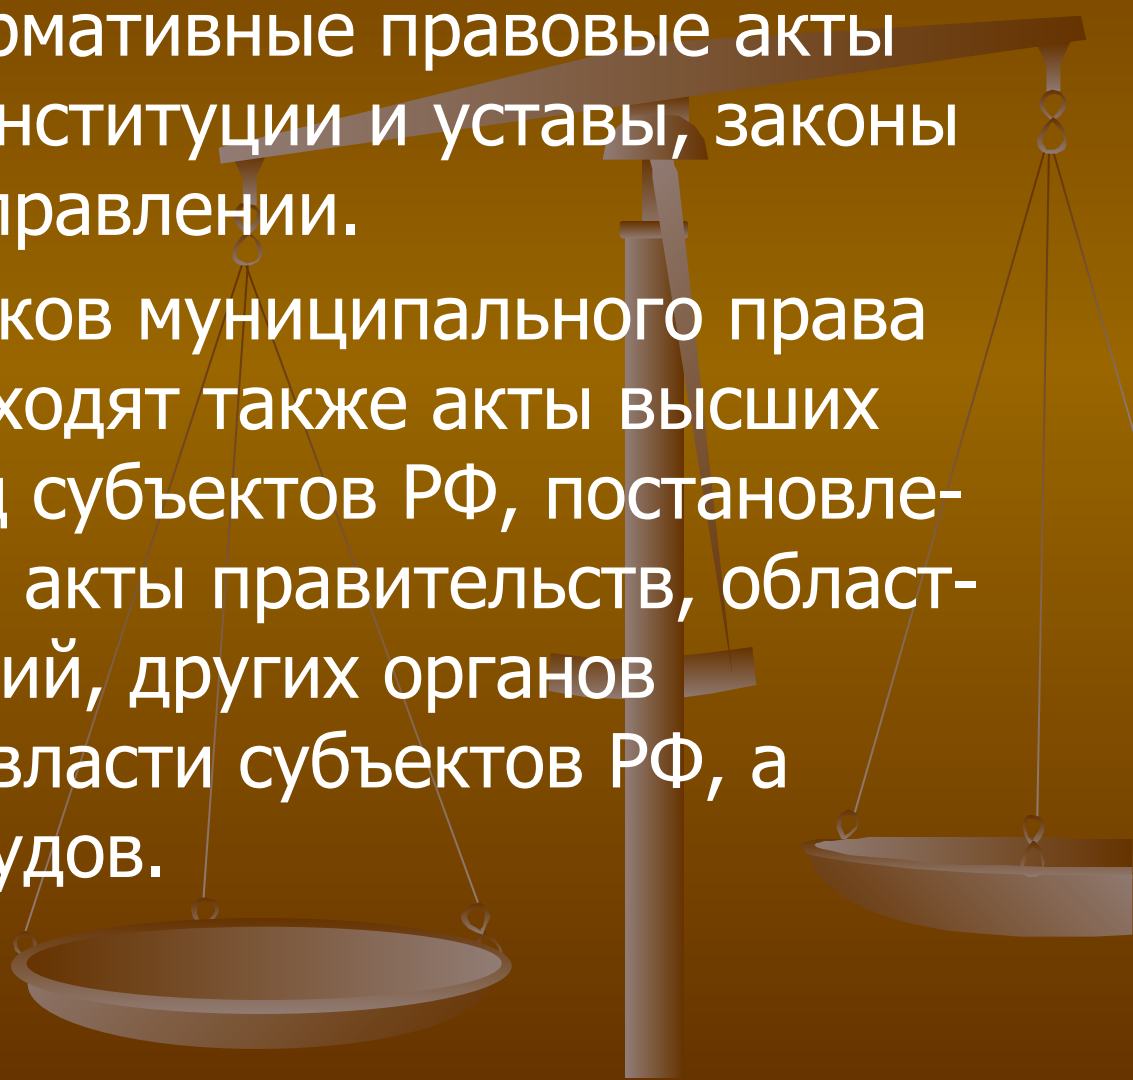 рмативные правовые акты
нституции и уставы, законы
правлении.
ков муниципального права
ходят также акты высших
д субъектов РФ, постановле-
акты правительств, област-
ий, других органов
власти субъектов РФ, а
удов.